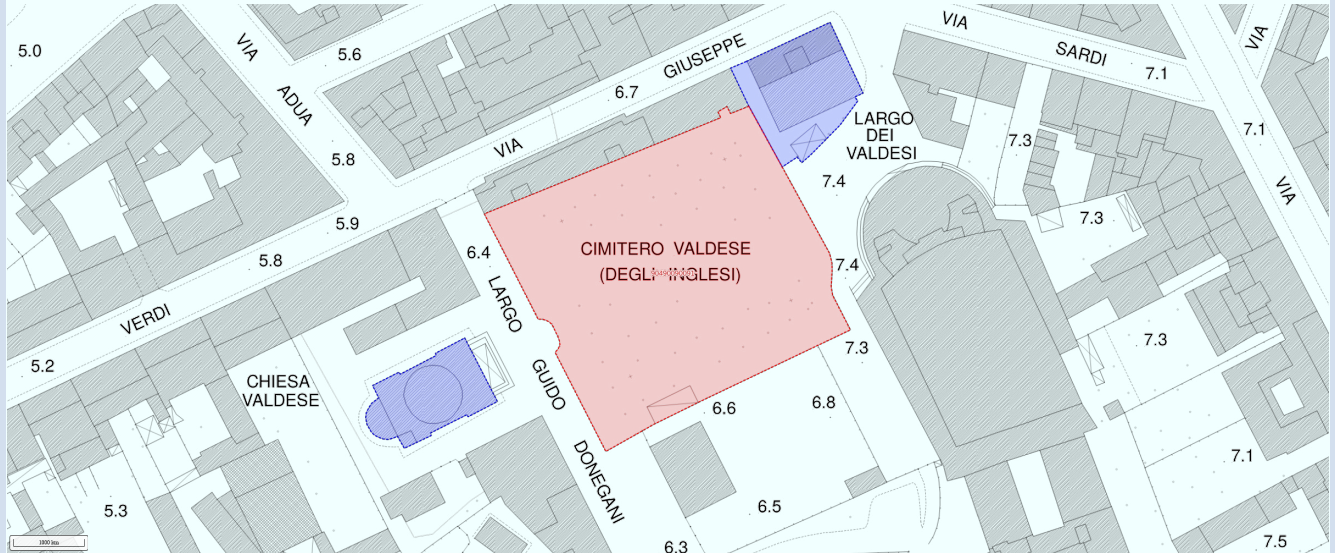 5.0
VIA
ADUA
5.6
VIA
GIUSEPPE
6.7
VIA
SARDI
7.1
VIA
7.1
VIA
LARGO
DEI
VALDESI
7.3
5.8
5.9
7.4
7.3
5.8
6.4
CIMITERO VALDESE
(DEGLI INGLESI)
7.4
VERDI
LARGO
GUIDO
DONEGANI
5.2
CHIESA
VALDESE
7.3
7.3
6.6
6.8
7.1
5.3
6.5
6.3
7.5